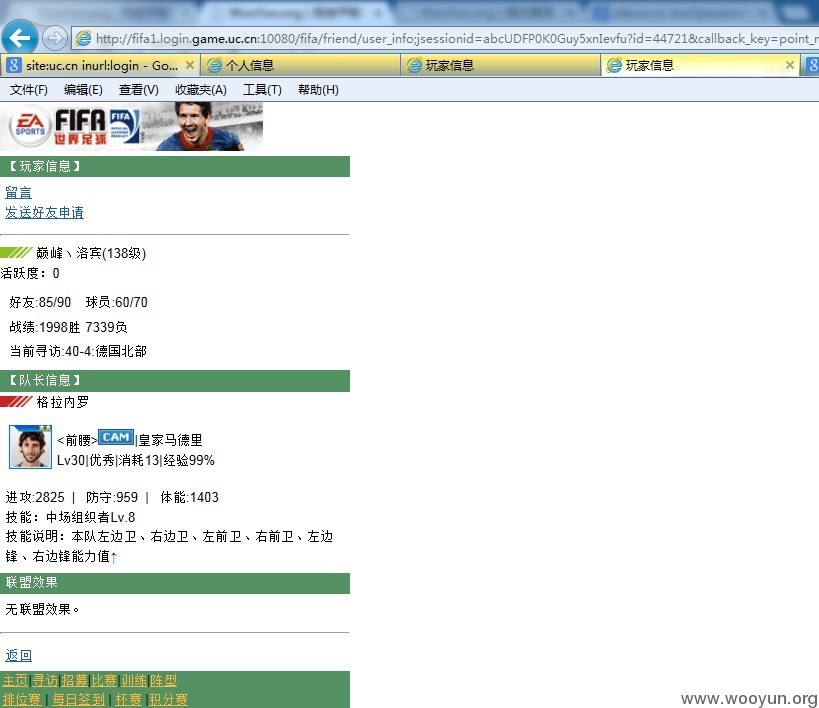 http://fifa1.login.game.uc.cn:10080/fifa/friend/user_info;jsessionid=abcUDFP0K0Guy5xnIevfu?id=44721&callback_key=point_
site:uc.cn inurl:login - Go... 个人信息 玩家信息 玩家信息
文件(F) 编辑(E) 查看(V) 收藏夹(A) 工具(T) 帮助(H)
EA SPORTS FIFA 世界足球 FIFA OFFICIAL LICENSED PRODUCT
【玩家信息】
留言
发送好友申请
巅峰丶洛宾(138级)
活跃度：0
好友:85/90 球员:60/70
战绩:1998胜 7339负
当前寻访:40-4:德国北部
【队长信息】
格拉内罗
<前腰>CAM|皇家马德里
Lv30|优秀|消耗13|经验99%
进攻:2825 | 防守:959 | 体能:1403
技能：中场组织者Lv.8
技能说明：本队左边卫、右边卫、左前卫、右前卫、左边
锋、右边锋能力值↑
联盟效果
无联盟效果。
返回
主页|寻访|招募|比赛|训练|阵型
排位赛|每日签到|杯赛|积分赛
www.wooyun.org